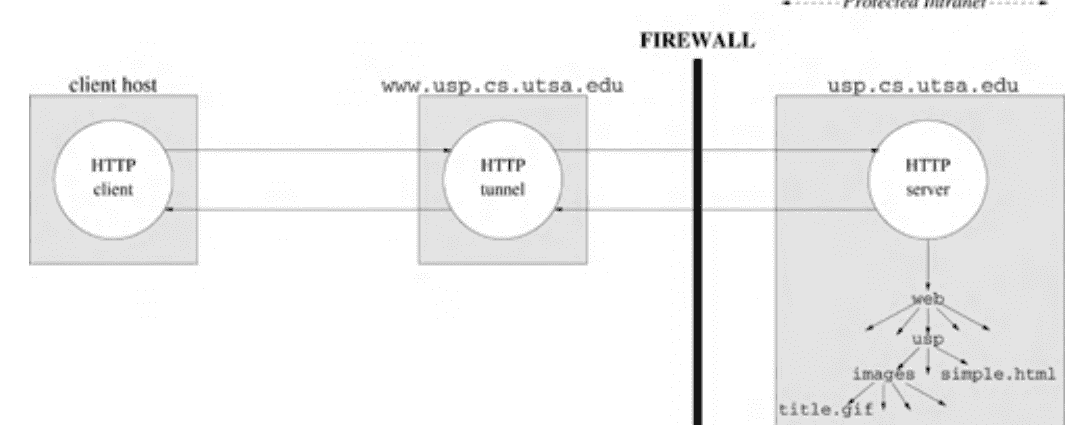 Protected Intranet
FIREWALL
client host
www.usp.cs.utsa.edu
usp.cs.utsa.edu
HTTP
client
HTTP
tunnel
HTTP
server
web
usp
images
simple.html
title.gif